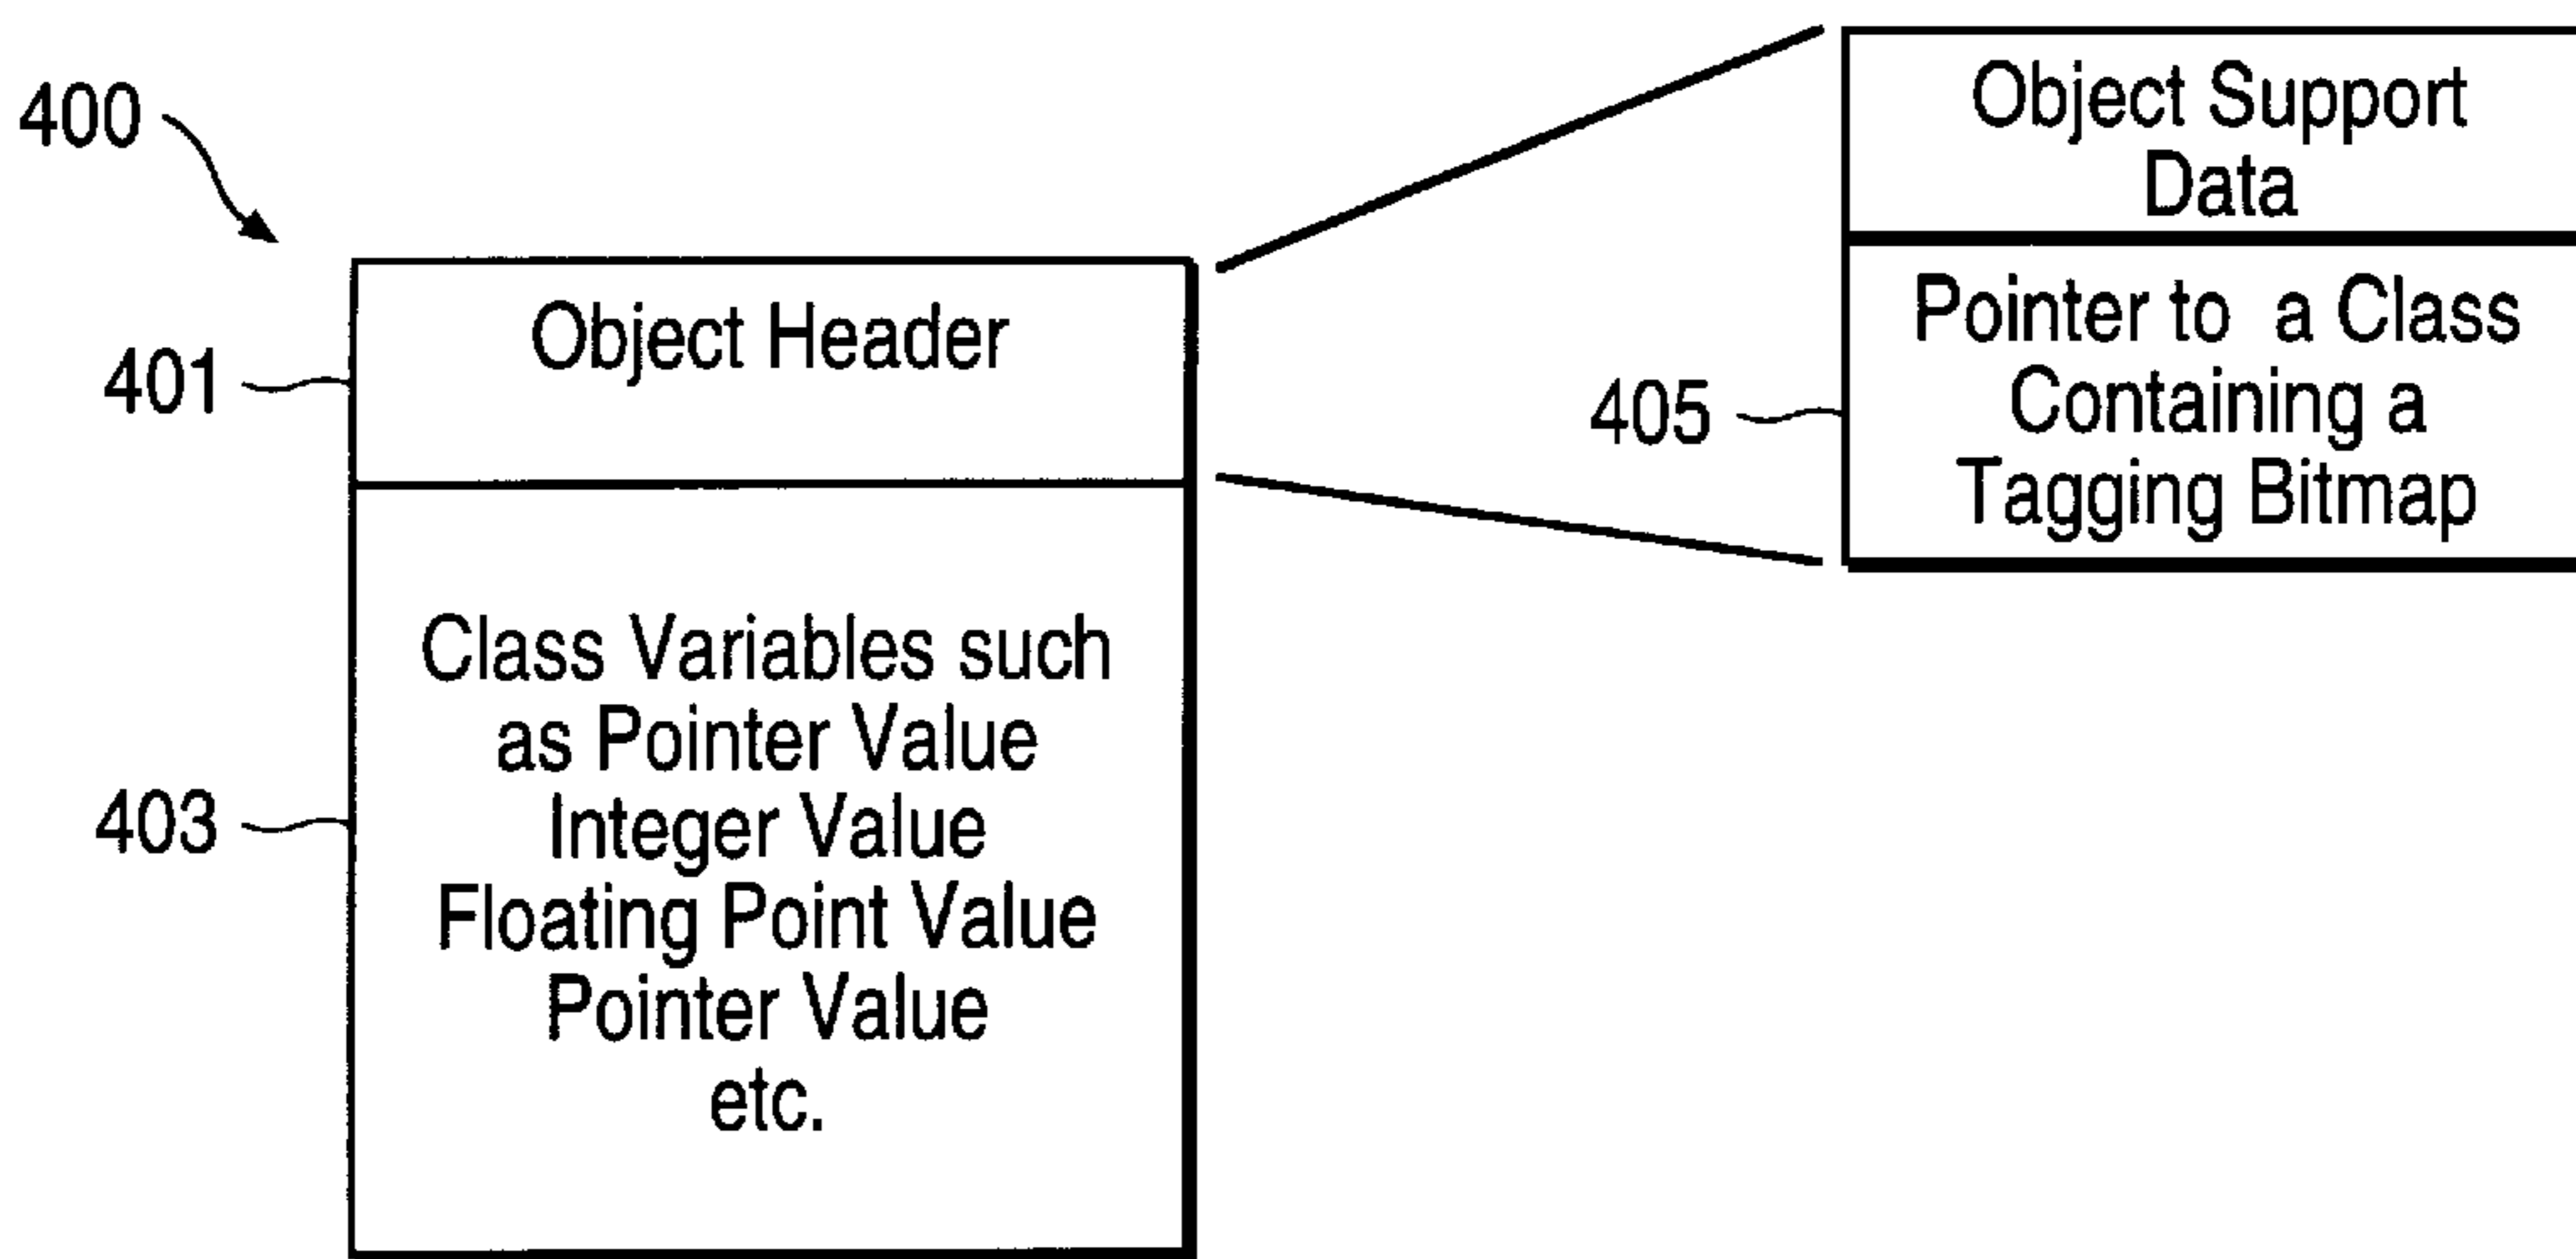 400
401
Object Header
403
Class Variables such
as Pointer Value
Integer Value
Floating Point Value
Pointer Value
etc.
Object Support
Data
405
Pointer to a Class
Containing a
Tagging Bitmap